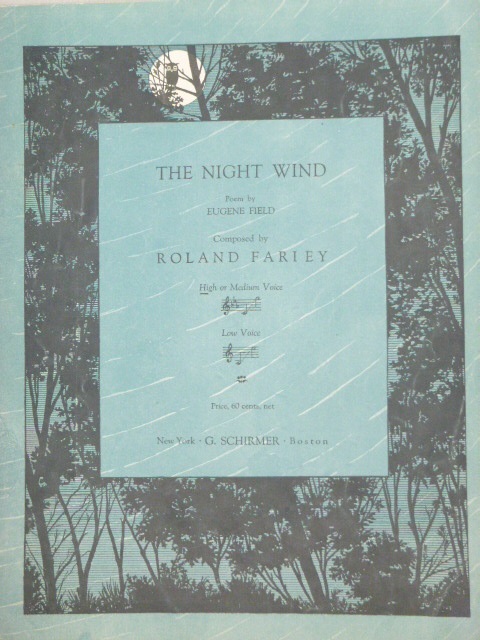 THE NIGHT WIND
Poem by
EUGENE FIELD
Composed by
ROLAND FARLEY
High or Medium Voice
Low Voice
Price, 60 cents, net
New York · G. SCHIRMER · Boston